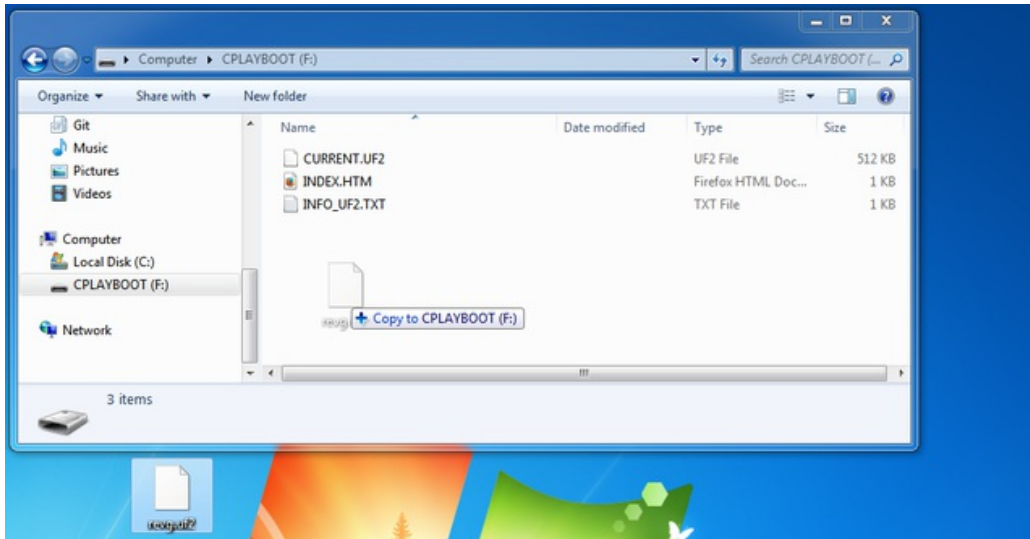 Computer ▸ CPLAYBOOT (F:)
Search CPLAYBOOT (...
Organize
Share with
New folder
Name
Date modified
Type
Size
Git
Music
Pictures
Videos
Computer
Local Disk (C:)
CPLAYBOOT (F:)
Network
CURRENT.UF2 UF2 File 512 KB
INDEX.HTM Firefox HTML Doc... 1 KB
INFO_UF2.TXT TXT File 1 KB
Copy to CPLAYBOOT (F:)
3 items